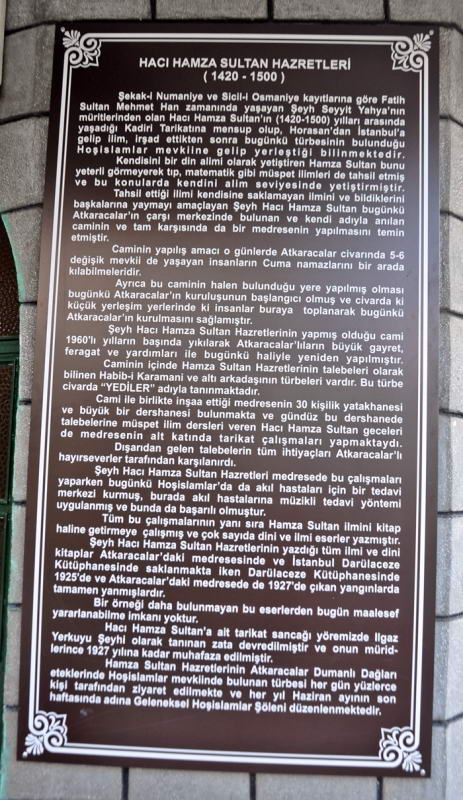 HACI HAMZA SULTAN HAZRETLERİ
( 1420 - 1500 )
Şekak-i Numaniye ve Sicil-i Osmaniye kayıtlarına göre Fatih
Sultan Mehmet Han zamanında yaşayan Şeyh Seyyit Yahya'nın
müritlerinden olan Hacı Hamza Sultan'ın (1420-1500) yılları arasında
yaşadığı Kadiri Tarikatına mensup olup, Horasan'dan İstanbul'a
gelip ilim, irşad ettikten sonra bugünkü türbesinin bulunduğu
Hoşislamlar mevkiine gelip yerleştiği bilinmektedir.
Kendisini bir din alimi olarak yetiştiren Hamza Sultan bunu
yeterli görmeyerek tıp, matematik gibi müspet ilimleri de tahsil etmiş
ve bu konularda kendini alim seviyesinde yetiştirmiştir.
Tahsil ettiği ilmi kendisine saklamayan ilmini ve bildiklerini
başkalarına yaymayı amaçlayan Şeyh Hacı Hamza Sultan bugünkü
Atkaracalar'ın çarşı merkezinde bulunan ve kendi adıyla anılan
caminin ve tam karşısında da bir medresenin yapılmasını temin
etmiştir.
Caminin yapılış amacı o günlerde Atkaracalar civarında 5-6
değişik mevkii de yaşayan insanların Cuma namazlarını bir arada
kılabilmeleridir.
Ayrıca bu caminin halen bulunduğu yere yapılmış olması
bugünkü Atkaracalar'ın kuruluşunun başlangıcı olmuş ve civarda ki
küçük yerleşim yerlerinde ki insanlar buraya toplanarak bugünkü
Atkaracalar'ın kurulmasını sağlamıştır.
Şeyh Hacı Hamza Sultan Hazretlerinin yapmış olduğu cami
1960'lı yılların başında yıkılarak Atkaracalar'lıların büyük gayret,
feragat ve yardımları ile bugünkü haliyle yeniden yapılmıştır.
Caminin içinde Hamza Sultan Hazretlerinin talebeleri olarak
bilinen Habib-i Karamani ve altı arkadaşının türbeleri vardır. Bu türbe
civarda "YEDİLER" adıyla tanınmaktadır.
Cami ile birlikte inşaa ettiği medresenin 30 kişilik yatakhanesi
ve büyük bir dershanesi bulunmakta ve gündüz bu dershanede
talebelerine müspet ilim dersleri veren Hacı Hamza Sultan geceleri
de medresenin alt katında tarikat çalışmaları yapmaktaydı.
Dışarıdan gelen talebelerin tüm ihtiyaçları Atkaracalar'lı
hayırseverler tarafından karşılanırdı.
Şeyh Hacı Hamza Sultan Hazretleri medresede bu çalışmaları
yaparken bugünkü Hoşislamlar'da da akıl hastaları için bir tedavi
merkezi kurmuş, burada akıl hastalarına müzikli tedavi yöntemi
uygulanmış ve bunda da başarılı olmuştur.
Tüm bu çalışmalarının yanı sıra Hamza Sultan ilmini kitap
haline getirmeye çalışmış ve çok sayıda dini ve ilmi eserler yazmıştır.
Şeyh Hacı Hamza Sultan Hazretlerinin yazdığı tüm ilmi ve dini
kitaplar Atkaracalar'daki medresesinde ve İstanbul Darülaceze
Kütüphanesinde saklanmakta iken Darülaceze Kütüphanesinde
1925'de ve Atkaracalar'daki medresede de 1927'de çıkan yangınlarda
tamamen yanmışlardır.
Bir örneği daha bulunmayan bu eserlerden bugün maalesef
yararlanabilme imkanı yoktur.
Hacı Hamza Sultan'a ait tarikat sancağı yöremizde Ilgaz
Yerkuyu Şeyhi olarak tanınan zata devredilmiştir ve onun mürid-
lerince 1927 yılına kadar muhafaza edilmiştir.
Hamza Sultan Hazretlerinin Atkaracalar Dumanlı Dağları
eteklerinde Hoşislamlar mevkiinde bulunan türbesi her gün yüzlerce
kişi tarafından ziyaret edilmekte ve her yıl Haziran ayının son
haftasında adına Geleneksel Hoşislamlar Şöleni düzenlenmektedir.